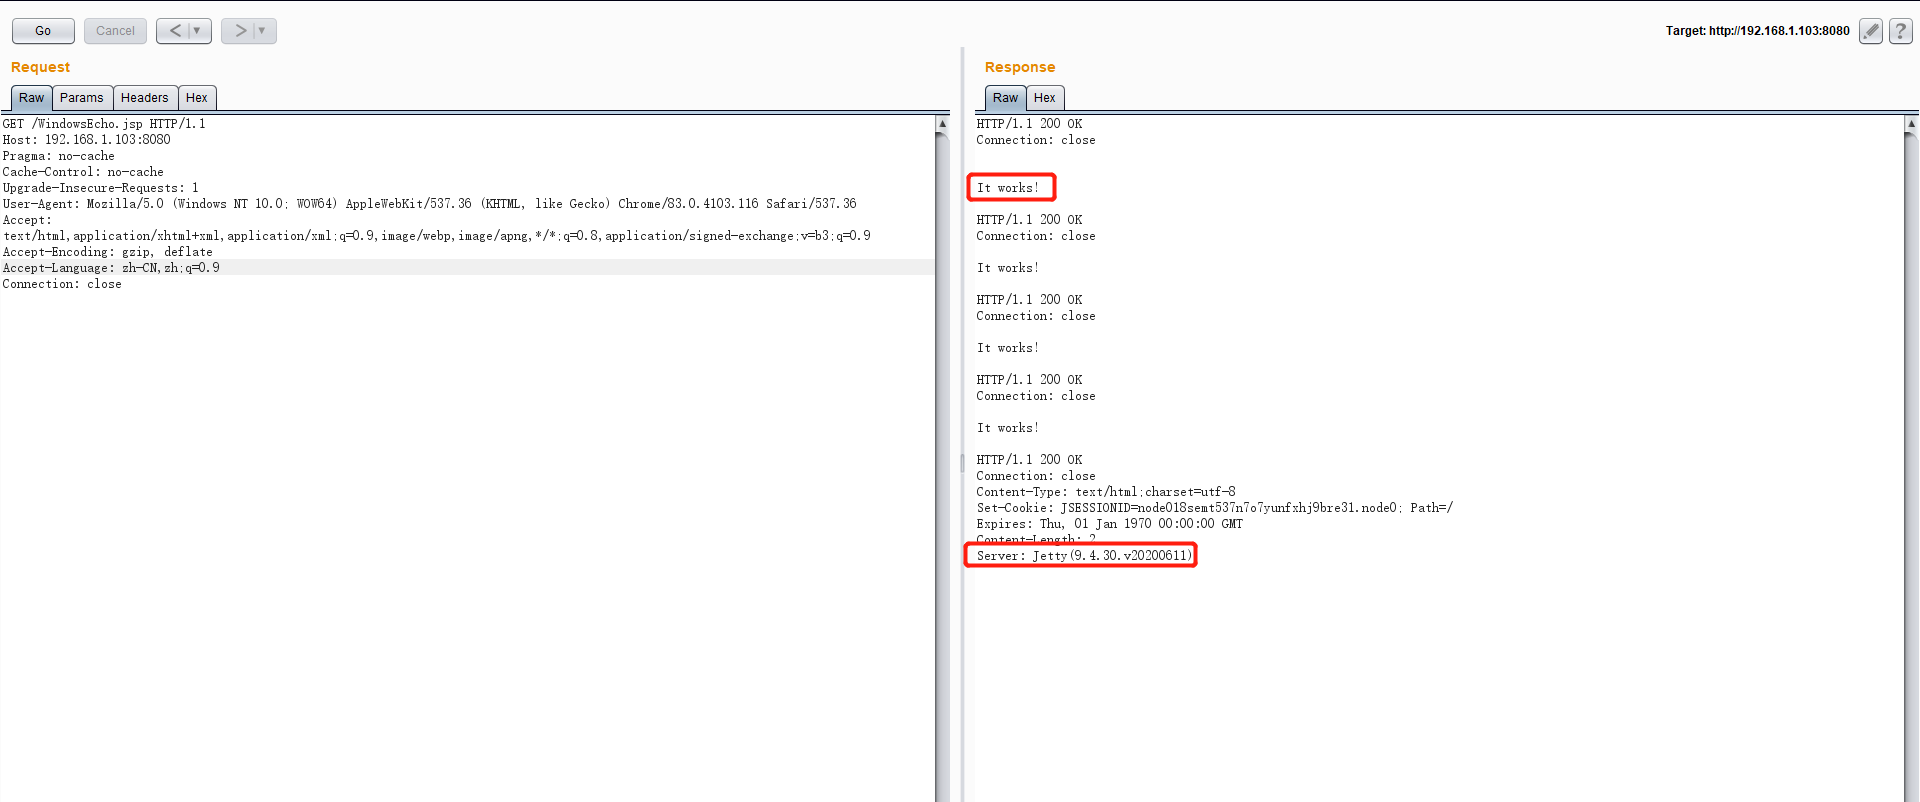 Go
Cancel
<
>
Target: http://192.168.1.103:8080
?
Request
Raw
Params
Headers
Hex
GET /WindowsEcho.jsp HTTP/1.1
Host: 192.168.1.103:8080
Pragma: no-cache
Cache-Control: no-cache
Upgrade-Insecure-Requests: 1
User-Agent: Mozilla/5.0 (Windows NT 10.0; WOW64) AppleWebKit/537.36 (KHTML, like Gecko) Chrome/83.0.4103.116 Safari/537.36
Accept:
text/html,application/xhtml+xml,application/xml;q=0.9,image/webp,image/apng,*/*;q=0.8,application/signed-exchange;v=b3;q=0.9
Accept-Encoding: gzip, deflate
Accept-Language: zh-CN,zh;q=0.9
Connection: close
Response
Raw
Hex
HTTP/1.1 200 OK
Connection: close
It works!
HTTP/1.1 200 OK
Connection: close
It works!
HTTP/1.1 200 OK
Connection: close
It works!
HTTP/1.1 200 OK
Connection: close
It works!
HTTP/1.1 200 OK
Connection: close
Content-Type: text/html;charset=utf-8
Set-Cookie: JSESSIONID=node018semt537n7o7yunfxhj9bre31.node0; Path=/
Expires: Thu, 01 Jan 1970 00:00:00 GMT
Content-Length: 2
Server: Jetty(9.4.30.v20200611)